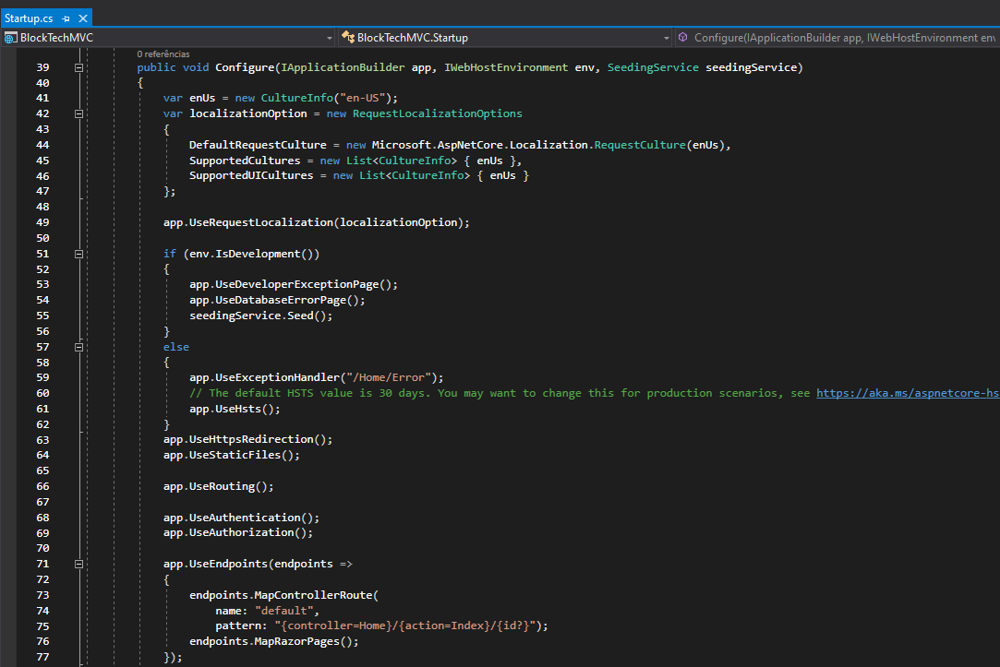 Startup.cs
BlockTechMVC
BlockTechMVC.Startup
Configure(IApplicationBuilder app, IWebHostEnvironment env
0 referências
39 public void Configure(IApplicationBuilder app, IWebHostEnvironment env, SeedingService seedingService)
40 {
41 var enUs = new CultureInfo("en-US");
42 var localizationOption = new RequestLocalizationOptions
43 {
44 DefaultRequestCulture = new Microsoft.AspNetCore.Localization.RequestCulture(enUs),
45 SupportedCultures = new List<CultureInfo> { enUs },
46 SupportedUICultures = new List<CultureInfo> { enUs }
47 };
48
49 app.UseRequestLocalization(localizationOption);
50
51 if (env.IsDevelopment())
52 {
53 app.UseDeveloperExceptionPage();
54 app.UseDatabaseErrorPage();
55 seedingService.Seed();
56 }
57 else
58 {
59 app.UseExceptionHandler("/Home/Error");
60 // The default HSTS value is 30 days. You may want to change this for production scenarios, see https://aka.ms/aspnetcore-hs
61 app.UseHsts();
62 }
63 app.UseHttpsRedirection();
64 app.UseStaticFiles();
65
66 app.UseRouting();
67
68 app.UseAuthentication();
69 app.UseAuthorization();
70
71 app.UseEndpoints(endpoints =>
72 {
73 endpoints.MapControllerRoute(
74 name: "default",
75 pattern: "{controller=Home}/{action=Index}/{id?}");
76 endpoints.MapRazorPages();
77 });